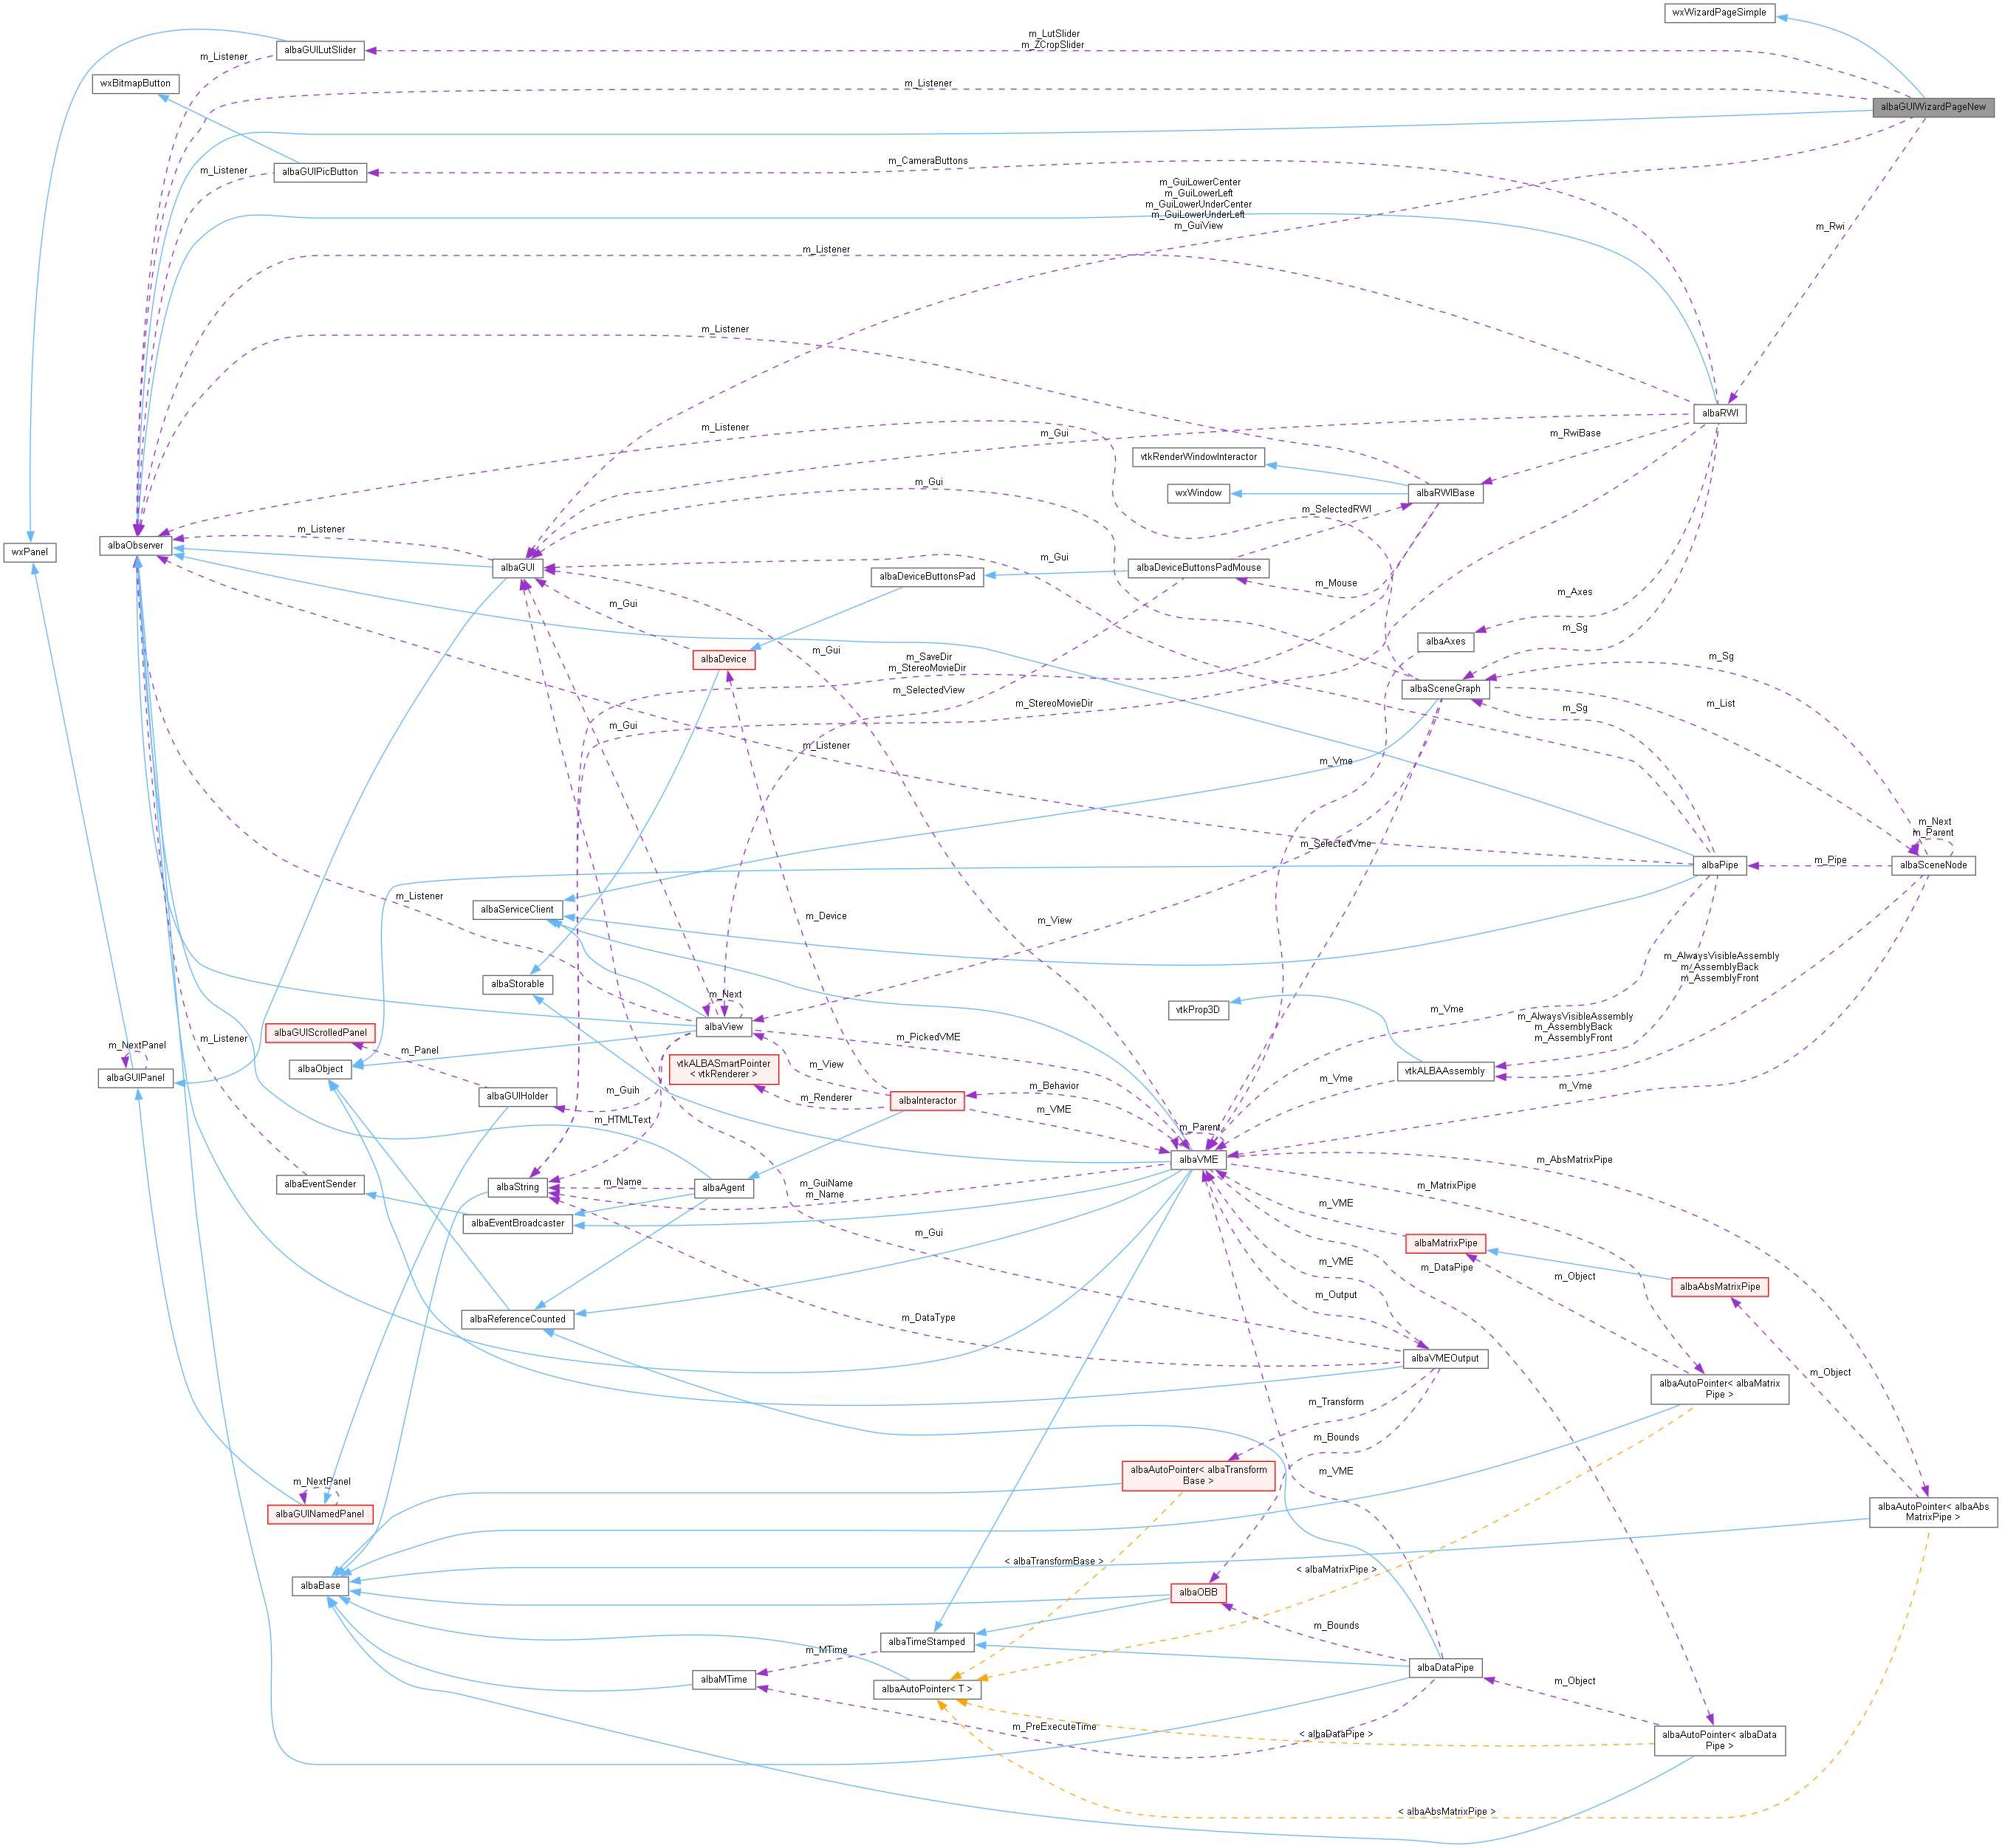 wxWizardPageSimple
m_LutSlider
m_ZCropSlider
albaGUILutSlider
m_Listener
wxBitmapButton
m_Listener
albaGUIWizardPageNew
m_CameraButtons
albaGUIPicButton
m_Listener
m_GuiLowerCenter
m_GuiLowerLeft
m_GuiLowerUnderCenter
m_GuiLowerUnderLeft
m_GuiView
m_Rwi
m_Listener
m_Listener
albaRWI
m_Listener
m_Gui
m_RwiBase
vtkRenderWindowInteractor
m_Gui
wxWindow
albaRWIBase
m_SelectedRWI
m_Listener
albaObserver
wxPanel
m_Gui
albaGUI
albaDeviceButtonsPad
albaDeviceButtonsPadMouse
m_Mouse
m_Axes
m_Gui
m_Sg
albaAxes
m_Gui
m_SaveDir
m_StereoMovieDir
albaDevice
m_Sg
m_SelectedView
albaSceneGraph
m_StereoMovieDir
m_List
m_Sg
m_Gui
m_Listener
m_Vme
m_Next
m_Parent
m_SelectedVme
albaPipe
m_Pipe
albaSceneNode
m_Listener
albaServiceClient
m_Device
m_View
m_AlwaysVisibleAssembly
m_AssemblyBack
m_AssemblyFront
albaStorable
m_Next
vtkProp3D
m_Vme
m_AlwaysVisibleAssembly
m_AssemblyBack
m_AssemblyFront
albaView
albaGUIScrolledPanel
m_Listener
m_PickedVME
m_NextPanel
m_Panel
vtkALBASmartPointer
< vtkRenderer >
m_View
albaObject
albaGUIPanel
vtkALBAAssembly
m_Vme
m_Guih
m_Behavior
m_Vme
albaGUIHolder
m_Renderer
albaInteractor
m_VME
m_HTMLText
m_Parent
albaVME
m_AbsMatrixPipe
albaEventSender
albaString
m_Name
albaAgent
m_GuiName
m_Name
m_MatrixPipe
m_VME
albaEventBroadcaster
m_Gui
albaMatrixPipe
m_VME
m_DataPipe
m_Object
albaAbsMatrixPipe
m_Output
albaReferenceCounted
m_DataType
albaVMEOutput
m_Object
albaAutoPointer< albaMatrix
Pipe >
m_Transform
m_Bounds
albaAutoPointer< albaTransform
Base >
m_VME
m_NextPanel
albaGUINamedPanel
albaAutoPointer< albaAbs
MatrixPipe >
< albaTransformBase >
< albaMatrixPipe >
albaBase
albaOBB
m_Bounds
albaTimeStamped
m_MTime
albaDataPipe
albaMTime
albaAutoPointer< T >
m_Object
m_PreExecuteTime
< albaDataPipe >
albaAutoPointer< albaData
Pipe >
< albaAbsMatrixPipe >